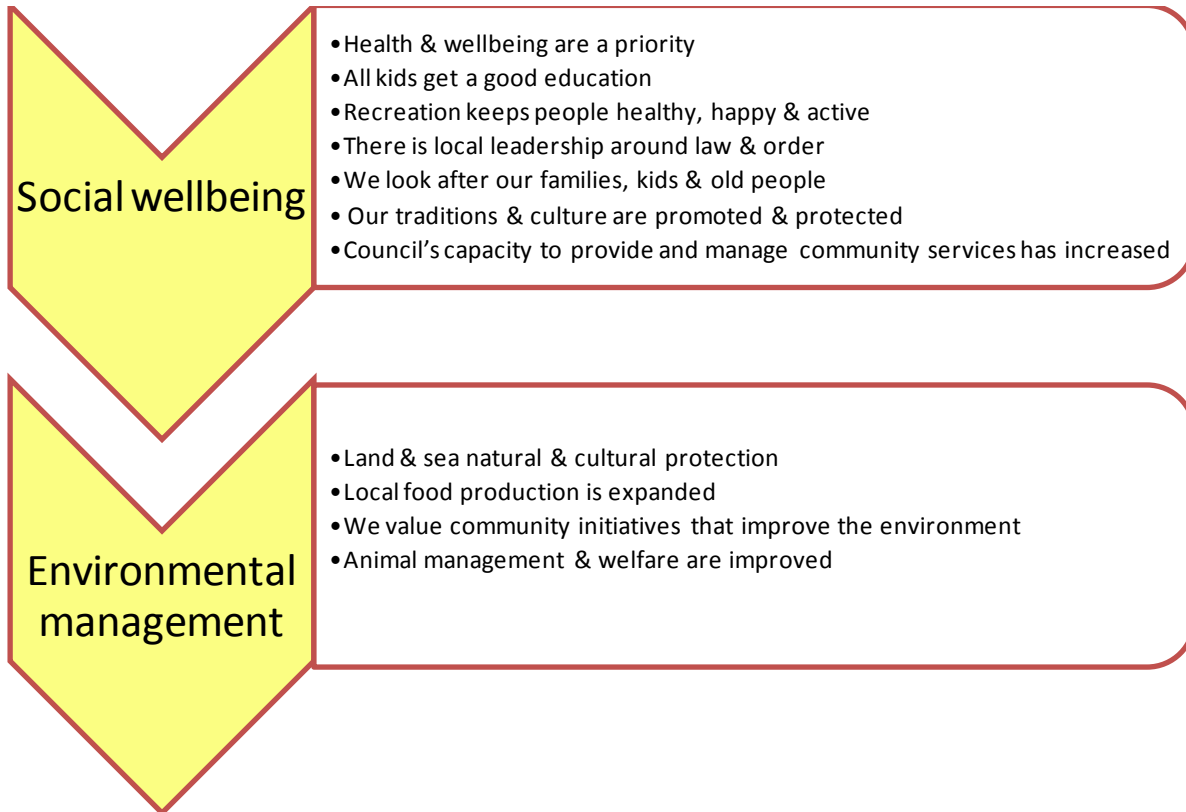 Social wellbeing
•Health & wellbeing are a priority
•All kids get a good education
•Recreation keeps people healthy, happy & active
•There is local leadership around law & order
•We look after our families, kids & old people
• Our traditions & culture are promoted & protected
•Council’s capacity to provide and manage community services has increased
Environmental
management
•Land & sea natural & cultural protection
•Local food production is expanded
•We value community initiatives that improve the environment
•Animal management & welfare are improved